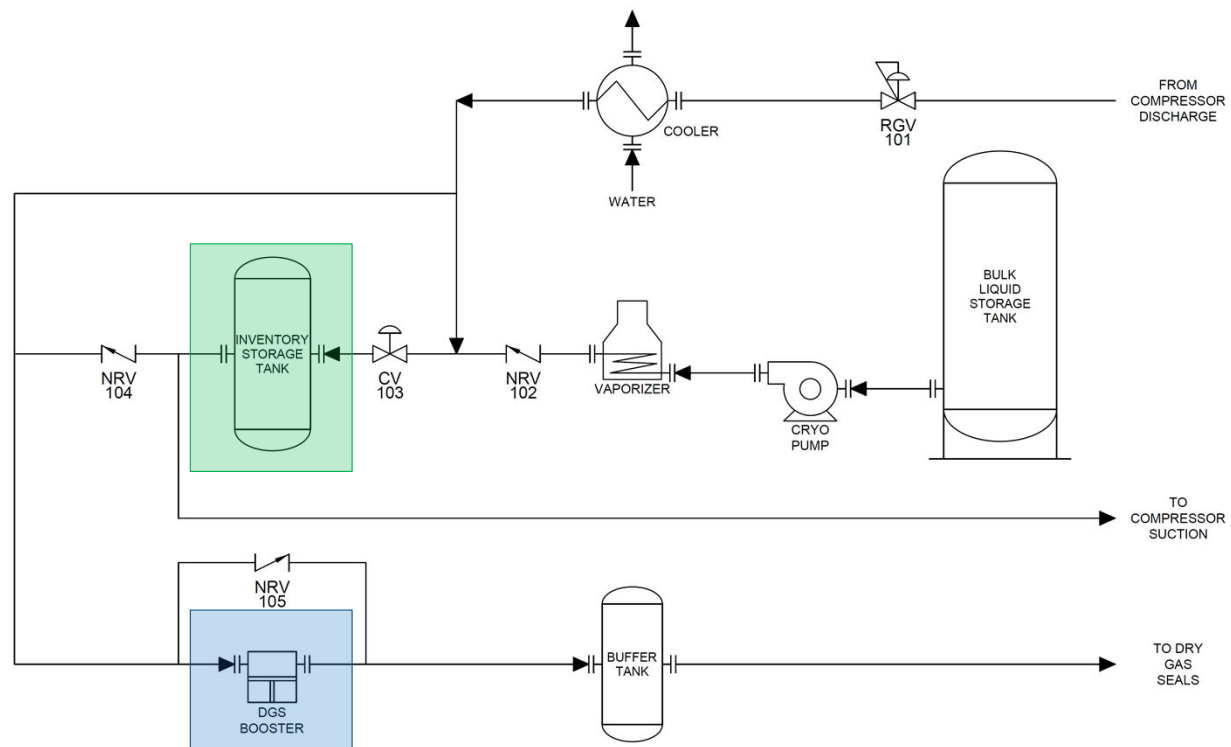 FROM
COMPRESSOR
DISCHARGE
COOLER
RGV
101
WATER
BULK
LIQUID
STORAGE
TANK
INVENTORY
STORAGE
TANK
NRV
104
CV
103
NRV
102
VAPORIZER
CRYO
PUMP
TO
COMPRESSOR
SUCTION
NRV
105
DGS
BOOSTER
BUFFER
TANK
TO DRY
GAS
SEALS